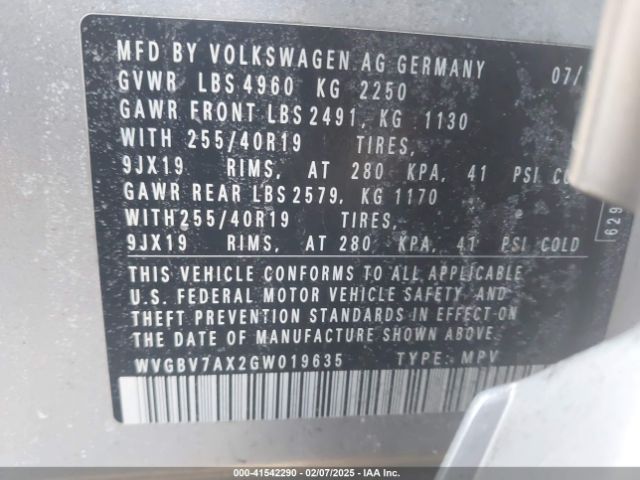 MFD BY VOLKSWAGEN AG GERMANY 07/
GVWR LBS 4960 KG 2250
GAWR FRONT LBS 2491, KG 1130
WITH 255/40R19 TIRES,
9JX19 RIMS, AT 280 KPA, 41 PSI CO
GAWR REAR LBS 2579, KG 1170
WITH255/40R19 TIRES,
9JX19 RIMS, AT 280 KPA, 41 PSI COLD
629
THIS VEHICLE CONFORMS TO ALL APPLICABLE
U.S. FEDERAL MOTOR VEHICLE SAFETY, AND
THEFT PREVENTION STANDARDS IN EFFECT ON
THE DATE OF MANUFACTURE SHOWN ABOVE.
WVGBV7AX2GW019635 TYPE: MPV
000-41542290 - 02/07/2025 - IAA Inc.